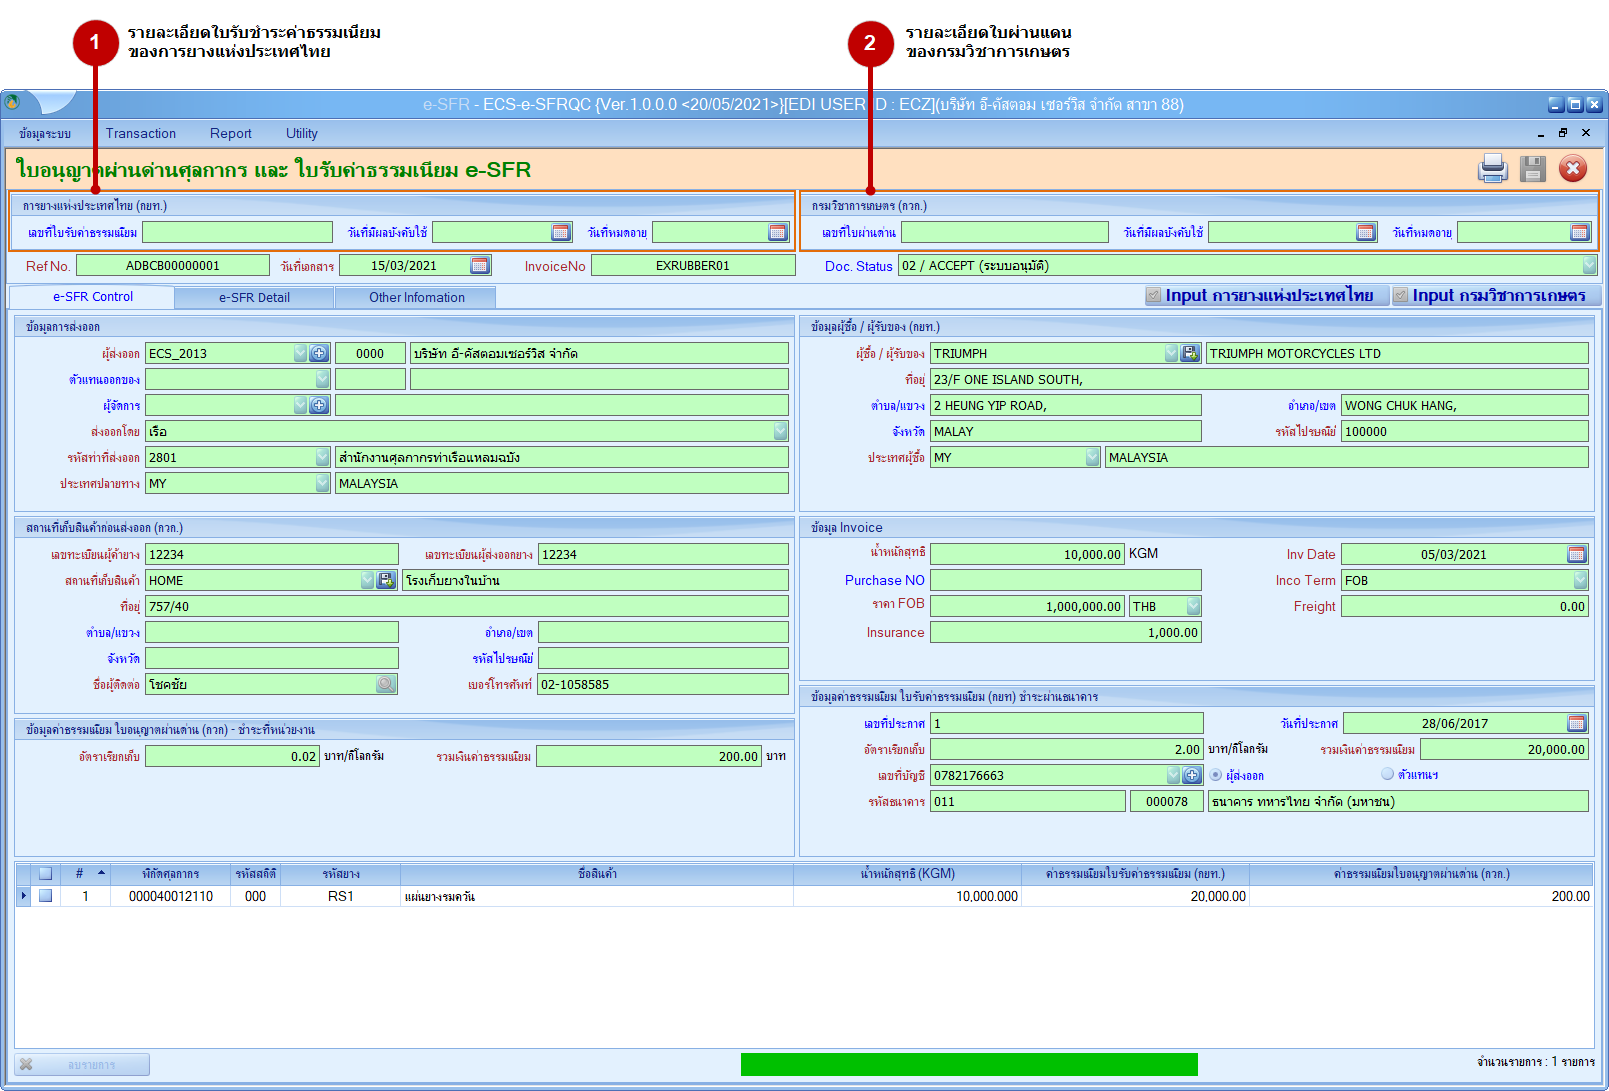 1
รายละเอียดใบรับชำระค่าธรรมเนียม
ของการยางแห่งประเทศไทย
2
รายละเอียดใบผ่านแดน
ของกรมวิชาการเกษตร
e-SFR - ECS-e-SFRQC {Ver.1.0.0.0 <20/05/2021>}[EDI USER ID : ECZ](บริษัท อี-คัสตอม เซอร์วิส จำกัด สาขา 88)
ข้อมูลระบบ Transaction Report Utility
ใบอนุญาตผ่านด่านศุลกากร และ ใบรับค่าธรรมเนียม e-SFR
การยางแห่งประเทศไทย (กยท.)
เลขที่ใบรับค่าธรรมเนียม วันที่มีผลบังคับใช้ วันที่หมดอายุ
กรมวิชาการเกษตร (กวก.)
เลขที่ใบผ่านด่าน วันที่มีผลบังคับใช้ วันที่หมดอายุ
Ref No. ADBCB00000001 วันที่เอกสาร 15/03/2021 InvoiceNo EXRUBBER01 Doc. Status 02 / ACCEPT (ระบบอนุมัติ)
e-SFR Control e-SFR Detail Other Infomation Input การยางแห่งประเทศไทย Input กรมวิชาการเกษตร
ข้อมูลการส่งออก
ผู้ส่งออก ECS_2013 0000 บริษัท อี-คัสตอมเซอร์วิส จำกัด
ตัวแทนออกของ
ผู้จัดการ
ส่งออกโดย เรือ
รหัสท่าที่ส่งออก 2801 สำนักงานศุลกากรท่าเรือแหลมฉบัง
ประเทศปลายทาง MY MALAYSIA
ข้อมูลผู้ซื้อ / ผู้รับของ (กยท.)
ผู้ซื้อ / ผู้รับของ TRIUMPH TRIUMPH MOTORCYCLES LTD
ที่อยู่ 23/F ONE ISLAND SOUTH,
ตำบล/แขวง 2 HEUNG YIP ROAD, อำเภอ/เขต WONG CHUK HANG,
จังหวัด MALAY รหัสไปรษณีย์ 100000
ประเทศผู้ซื้อ MY MALAYSIA
สถานที่เก็บสินค้าก่อนส่งออก (กวก.)
เลขทะเบียนผู้ค้ายาง 12234 เลขทะเบียนผู้ส่งออกยาง 12234
สถานที่เก็บสินค้า HOME โรงเก็บยางในบ้าน
ที่อยู่ 757/40
ตำบล/แขวง อำเภอ/เขต
จังหวัด รหัสไปรษณีย์
ชื่อผู้ติดต่อ โชคชัย เบอร์โทรศัพท์ 02-1058585
ข้อมูล Invoice
น้ำหนักสุทธิ 10,000.00 KGM Inv Date 05/03/2021
Purchase NO Inco Term FOB
ราคา FOB 1,000,000.00 THB Freight 0.00
Insurance 1,000.00
ข้อมูลค่าธรรมเนียม ใบอนุญาตผ่านด่าน (กวก) - ชำระที่หน่วยงาน
อัตราเรียกเก็บ 0.02 บาท/กิโลกรัม รวมเงินค่าธรรมเนียม 200.00 บาท
ข้อมูลค่าธรรมเนียม ใบรับค่าธรรมเนียม (กยท) ชำระผ่านธนาคาร
เลขที่ประกาศ 1 วันที่ประกาศ 28/06/2017
อัตราเรียกเก็บ 2.00 บาท/กิโลกรัม รวมเงินค่าธรรมเนียม 20,000.00
เลขที่บัญชี 0782176663 ผู้ส่งออก ตัวแทนฯ
รหัสธนาคาร 011 000078 ธนาคาร ทหารไทย จำกัด (มหาชน)
# พิกัดศุลกากร รหัสสถิติ รหัสยาง ชื่อสินค้า น้ำหนักสุทธิ (KGM) ค่าธรรมเนียมใบรับค่าธรรมเนียม (กยท.) ค่าธรรมเนียมใบอนุญาตผ่านด่าน (กวก.)
1 000040012110 000 RS1 แผ่นยางรมควัน 10,000.000 20,000.00 200.00
ลบรายการ จำนวนรายการ : 1 รายการ